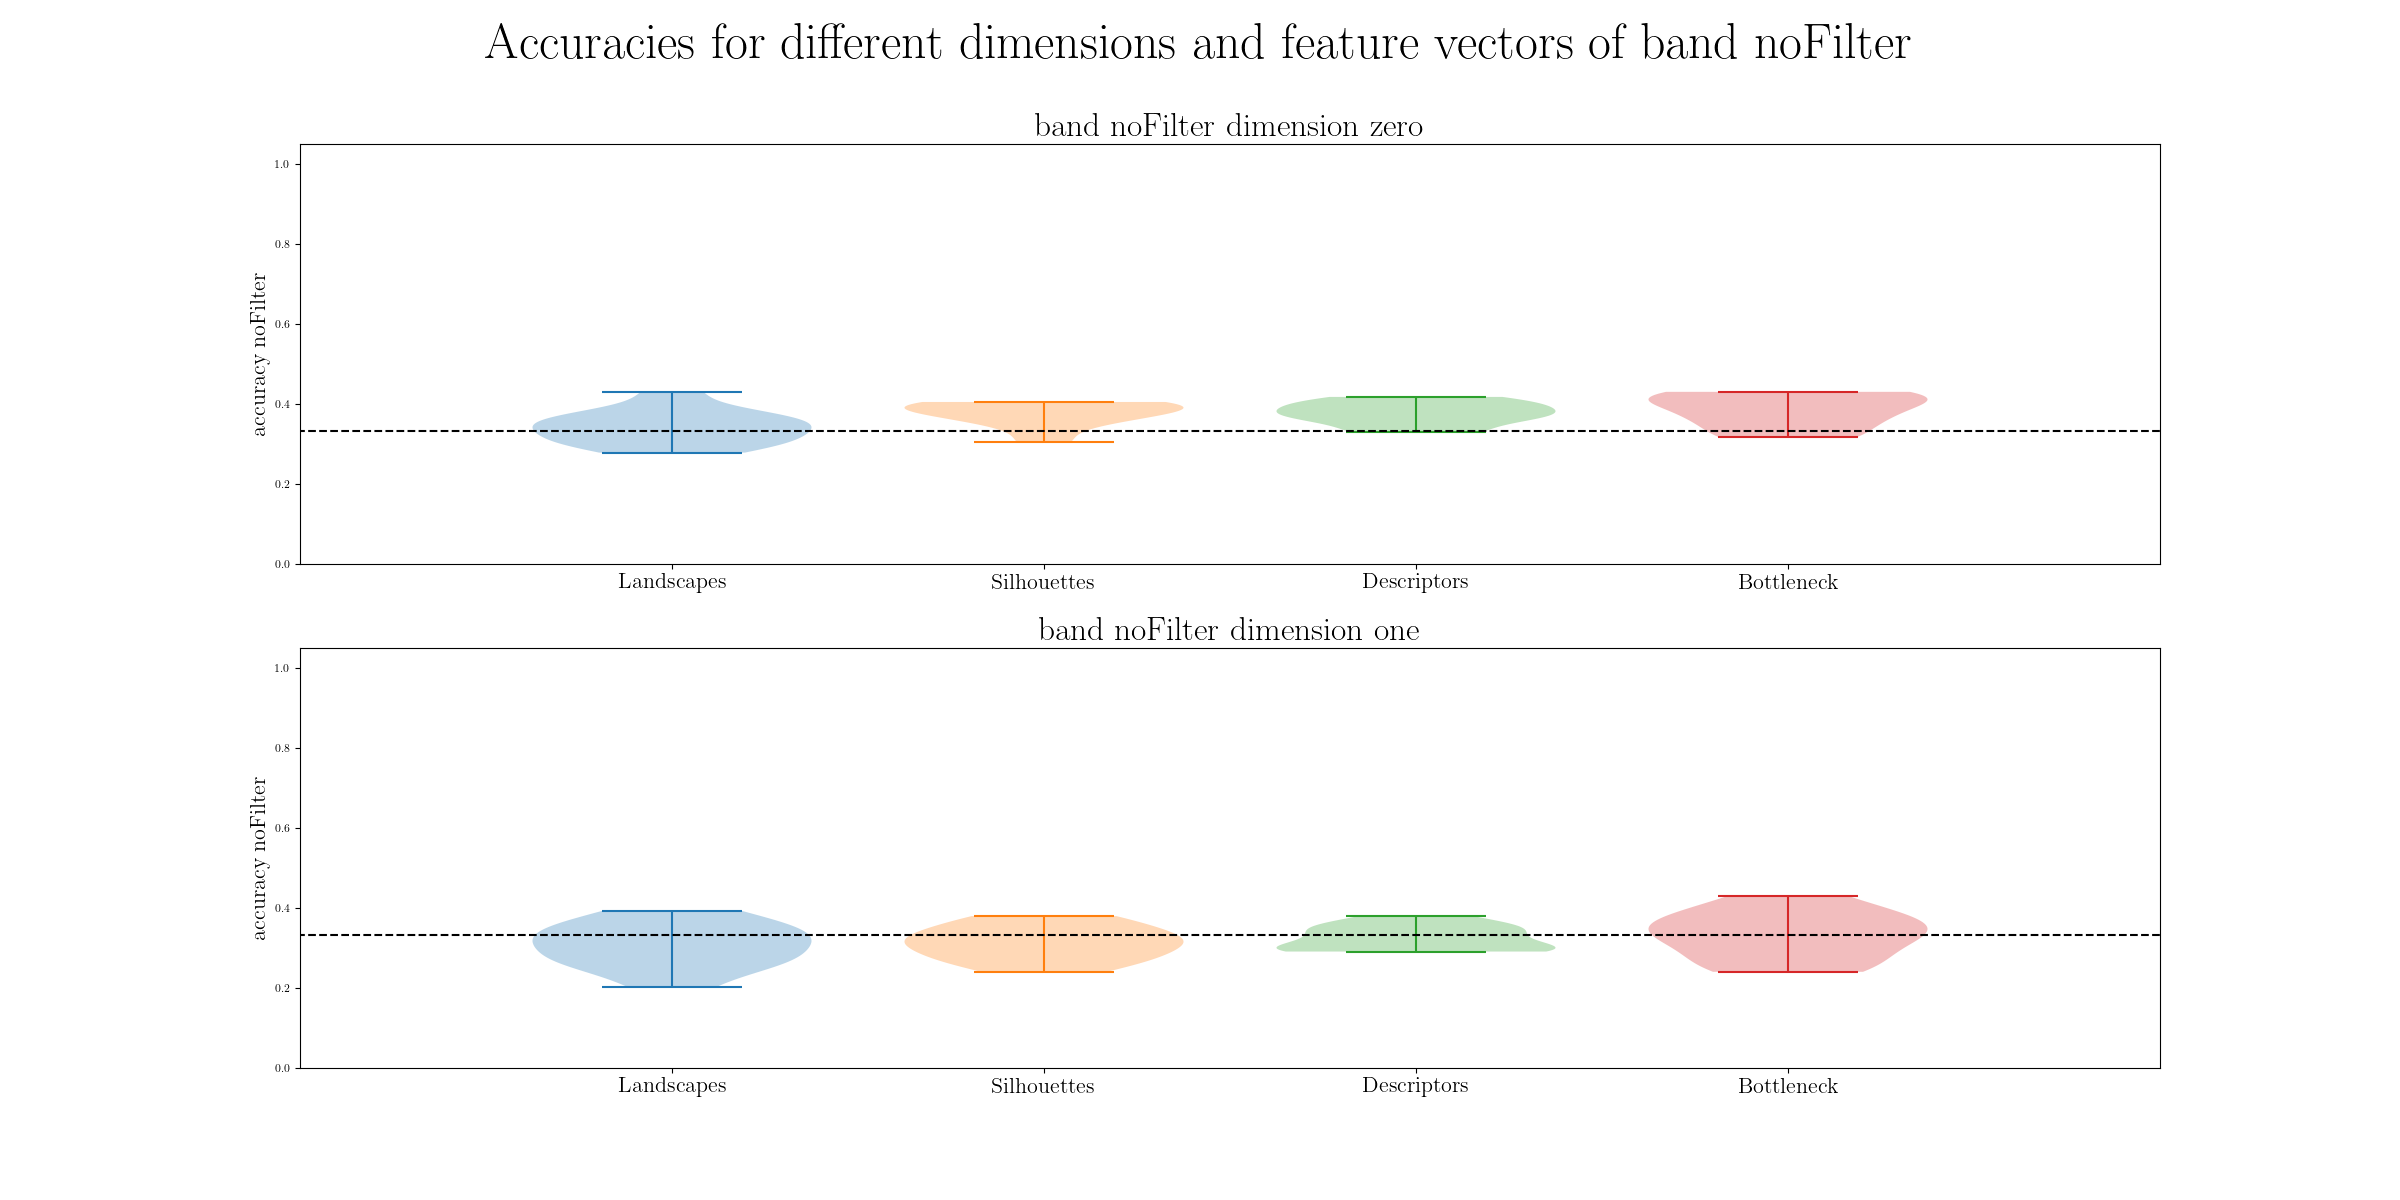 Accuracies for different dimensions and feature vectors of band noFilter
band noFilter dimension zero
accuracy noFilter
1.0
0.8
0.6
0.4
0.2
0.0
Landscapes
Silhouettes
Descriptors
Bottleneck
band noFilter dimension one
accuracy noFilter
1.0
0.8
0.6
0.4
0.2
0.0
Landscapes
Silhouettes
Descriptors
Bottleneck